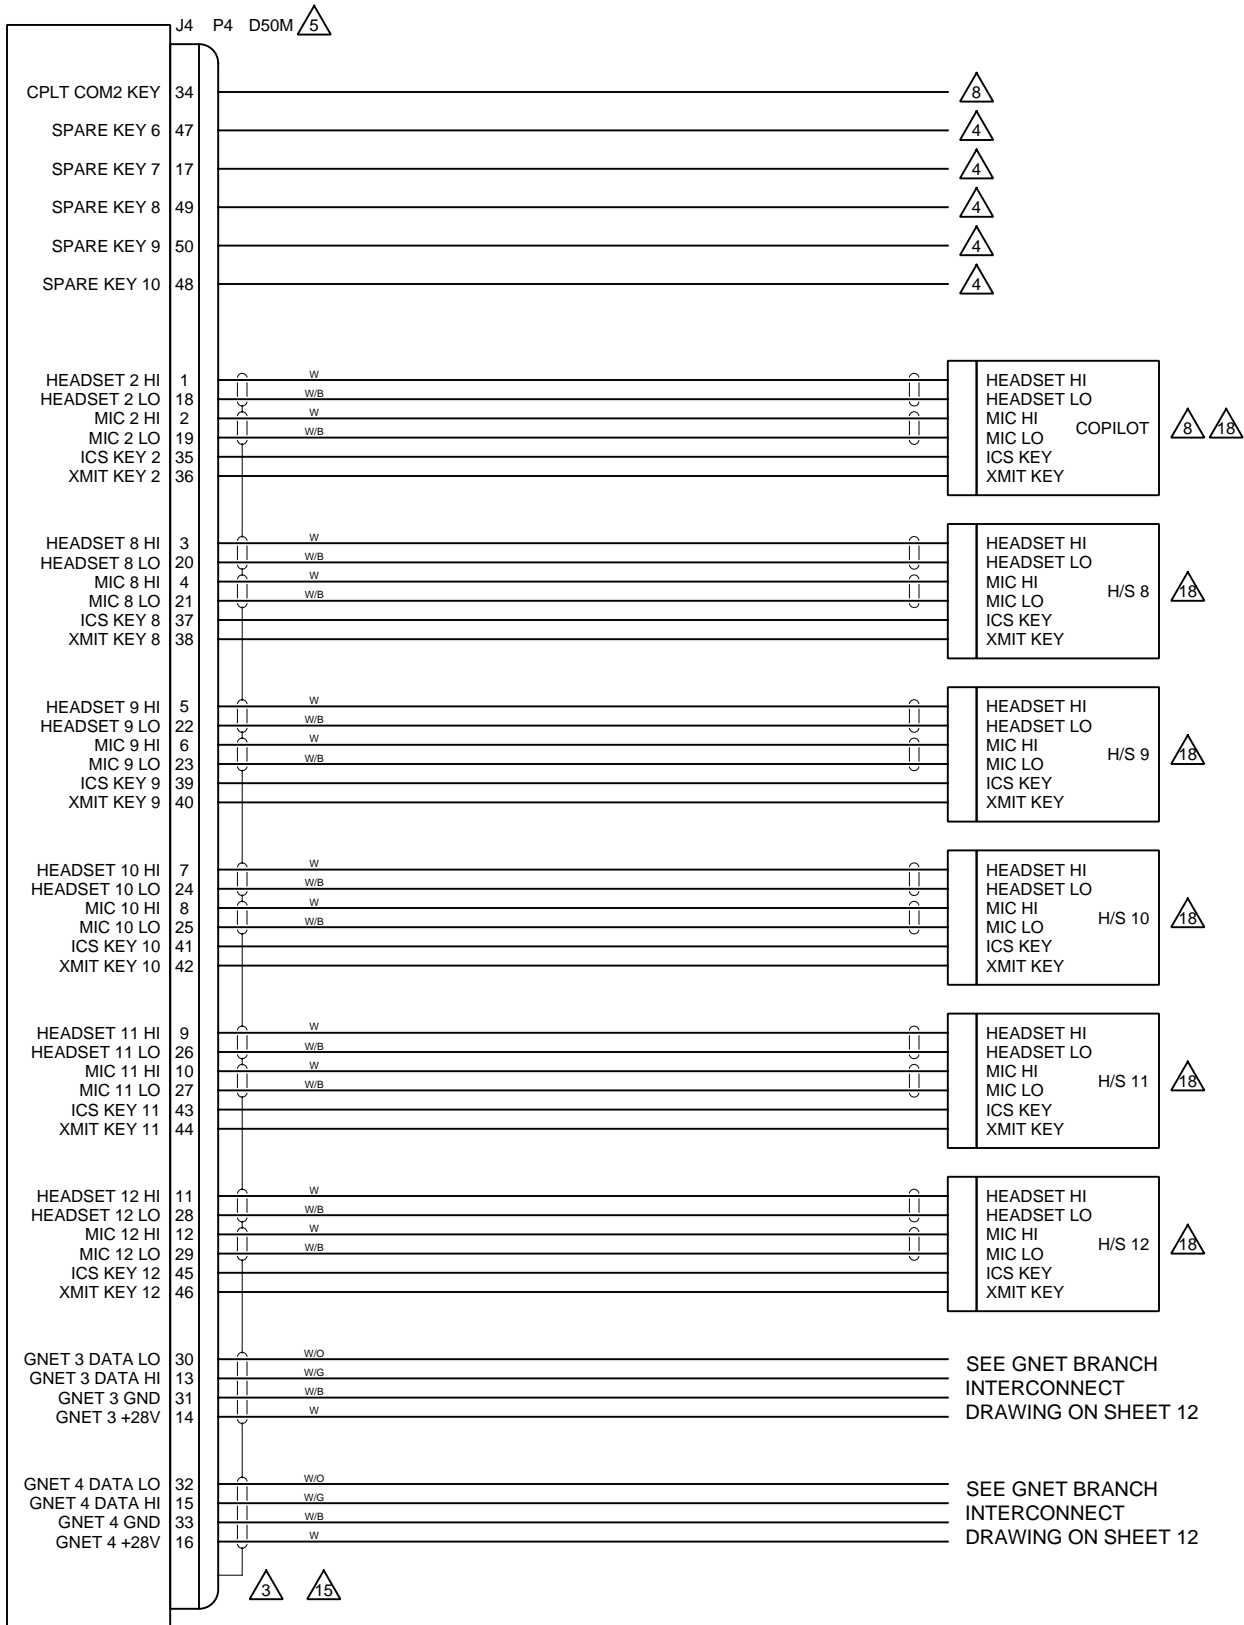 J4 P4 D50M 5
CPLT COM2 KEY 34 8
SPARE KEY 6 47 4
SPARE KEY 7 17 4
SPARE KEY 8 49 4
SPARE KEY 9 50 4
SPARE KEY 10 48 4
HEADSET 2 HI 1 W HEADSET HI
HEADSET 2 LO 18 W/B HEADSET LO
MIC 2 HI 2 W MIC HI
COPILOT 8 18
MIC 2 LO 19 W/B MIC LO
ICS KEY 2 35 ICS KEY
XMIT KEY 2 36 XMIT KEY
HEADSET 8 HI 3 W HEADSET HI
HEADSET 8 LO 20 W/B HEADSET LO
MIC 8 HI 4 W MIC HI
H/S 8 18
MIC 8 LO 21 W/B MIC LO
ICS KEY 8 37 ICS KEY
XMIT KEY 8 38 XMIT KEY
HEADSET 9 HI 5 W HEADSET HI
HEADSET 9 LO 22 W/B HEADSET LO
MIC 9 HI 6 W MIC HI
H/S 9 18
MIC 9 LO 23 W/B MIC LO
ICS KEY 9 39 ICS KEY
XMIT KEY 9 40 XMIT KEY
HEADSET 10 HI 7 W HEADSET HI
HEADSET 10 LO 24 W/B HEADSET LO
MIC 10 HI 8 W MIC HI
H/S 10 18
MIC 10 LO 25 W/B MIC LO
ICS KEY 10 41 ICS KEY
XMIT KEY 10 42 XMIT KEY
HEADSET 11 HI 9 W HEADSET HI
HEADSET 11 LO 26 W/B HEADSET LO
MIC 11 HI 10 W MIC HI
H/S 11 18
MIC 11 LO 27 W/B MIC LO
ICS KEY 11 43 ICS KEY
XMIT KEY 11 44 XMIT KEY
HEADSET 12 HI 11 W HEADSET HI
HEADSET 12 LO 28 W/B HEADSET LO
MIC 12 HI 12 W MIC HI
H/S 12 18
MIC 12 LO 29 W/B MIC LO
ICS KEY 12 45 ICS KEY
XMIT KEY 12 46 XMIT KEY
GNET 3 DATA LO 30 W/O
GNET 3 DATA HI 13 W/G
GNET 3 GND 31 W/B
GNET 3 +28V 14 W
SEE GNET BRANCH
INTERCONNECT
DRAWING ON SHEET 12
GNET 4 DATA LO 32 W/O
GNET 4 DATA HI 15 W/G
GNET 4 GND 33 W/B
GNET 4 +28V 16 W
SEE GNET BRANCH
INTERCONNECT
DRAWING ON SHEET 12
3 15